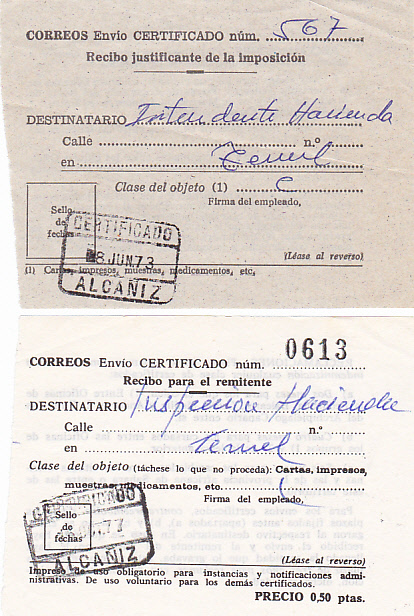 CORREOS Envío CERTIFICADO núm. 567
Recibo justificante de la imposición
DESTINATARIO Intendente Hacienda
Calle n.º
en Teruel
Clase del objeto (1) C
Firma del empleado,
Sello
de
fechas
CERTIFICADO
8 JUN.73
ALCAÑIZ
(Léase al reverso)
(1) Cartas, impresos, muestras, medicamentos, etc.
CORREOS Envío CERTIFICADO núm. 0613
Recibo para el remitente
DESTINATARIO Inspección Hacienda
Calle n.º
en Teruel
Clase del objeto (táchese lo que no proceda): Cartas, impresos,
muestras, medicamentos, etc.
Firma del empleado,
CERTIFICADO
Sello
de
fechas
77
ALCAÑIZ
(Léase al reverso)
Impreso de uso obligatorio para instancias y notificaciones admi-
nistrativas. De uso voluntario para los demás certificados.
PRECIO 0,50 ptas.